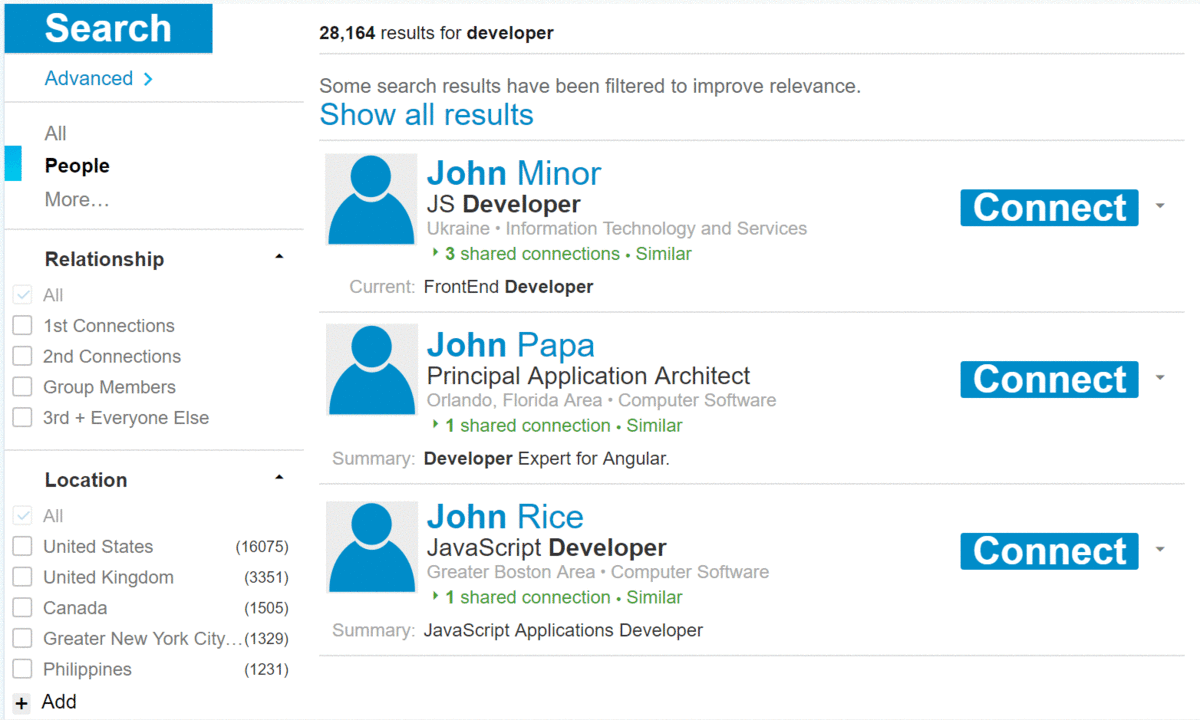 Search
Advanced
All
People
More…
Relationship
All
1st Connections
2nd Connections
Group Members
3rd + Everyone Else
Location
All
United States (16075)
United Kingdom (3351)
Canada (1505)
Greater New York City… (1329)
Philippines (1231)
+ Add
28,164 results for developer
Some search results have been filtered to improve relevance.
Show all results
John Minor
JS Developer
Ukraine • Information Technology and Services
3 shared connections • Similar
Current: FrontEnd Developer
Connect
John Papa
Principal Application Architect
Orlando, Florida Area • Computer Software
1 shared connection • Similar
Summary: Developer Expert for Angular.
Connect
John Rice
JavaScript Developer
Greater Boston Area • Computer Software
1 shared connection • Similar
Summary: JavaScript Applications Developer
Connect